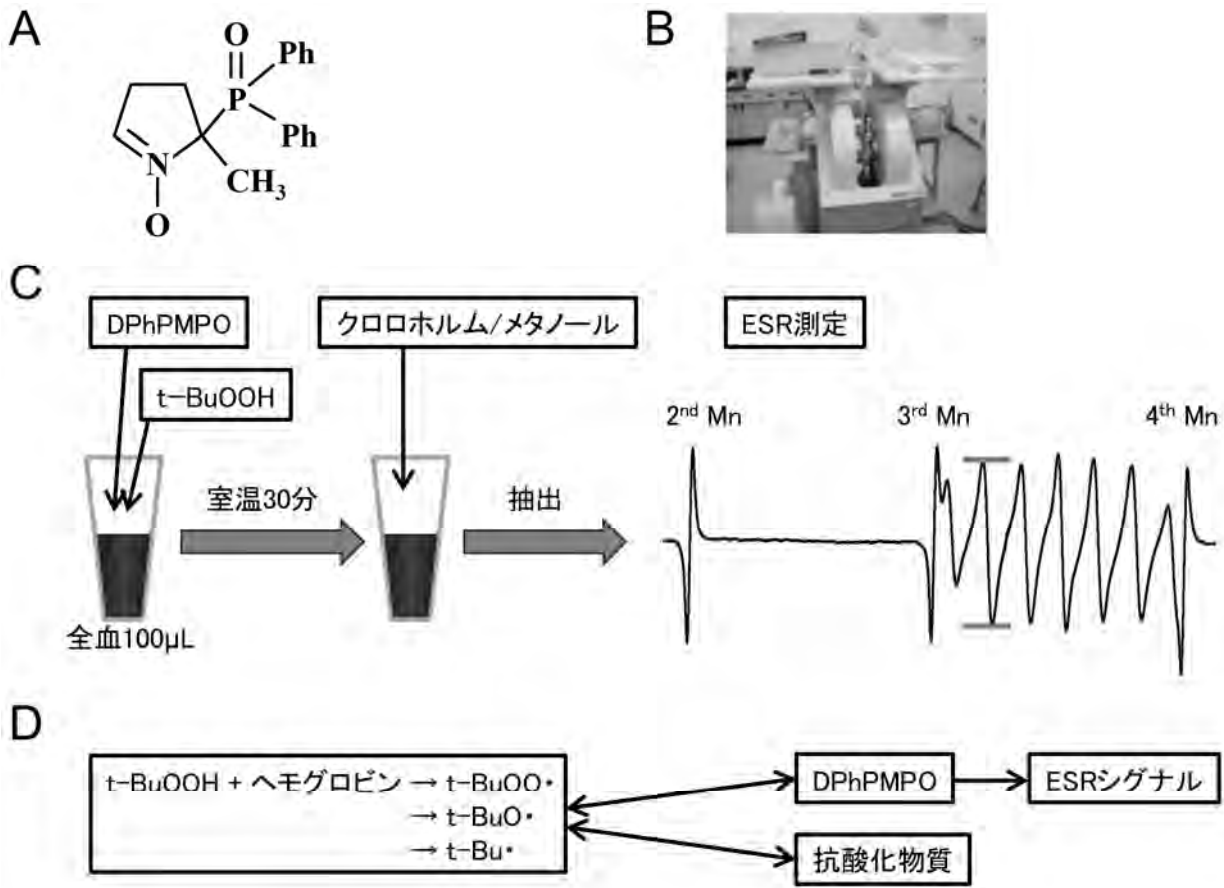 A
O
P
Ph
Ph
N
CH₃
O
B
C
DPhPMPO
t-BuOOH
全血100μL
室温30分
クロロホルム/メタノール
抽出
ESR測定
2nd Mn
3rd Mn
4th Mn
D
t-BuOOH + ヘモグロビン → t-BuOO・
→ t-BuO・
→ t-Bu・
DPhPMPO
ESRシグナル
抗酸化物質